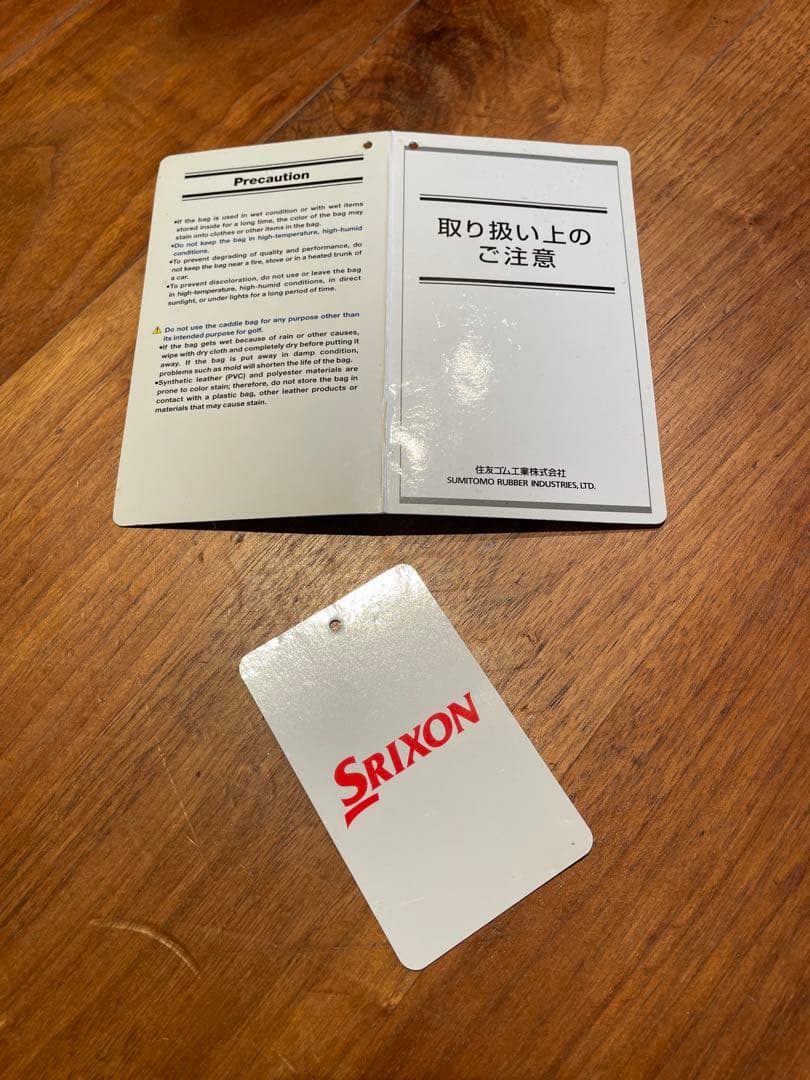 Precaution
•If the bag is used in wet condition or with wet items
stored inside for a long time, the color of the bag may
stain onto clothes or other items in the bag.
•Do not keep the bag in high-temperature, high-humid
conditions.
•To prevent degrading of quality and performance, do
not keep the bag near a fire, stove or in a heated trunk of
a car.
•To prevent discoloration, do not use or leave the bag
in high-temperature, high-humid conditions, in direct
sunlight, or under lights for a long period of time.
⚠ Do not use the caddie bag for any purpose other than
its intended purpose for golf.
•If the bag gets wet because of rain or other causes,
wipe with dry cloth and completely dry before putting it
away. If the bag is put away in damp condition,
problems such as mold will shorten the life of the bag.
•Synthetic leather (PVC) and polyester materials are
prone to color stain; therefore, do not store the bag in
contact with a plastic bag, other leather products or
materials that may cause stain.
取り扱い上の
ご注意
住友ゴム工業株式会社
SUMITOMO RUBBER INDUSTRIES, LTD.
SRIXON